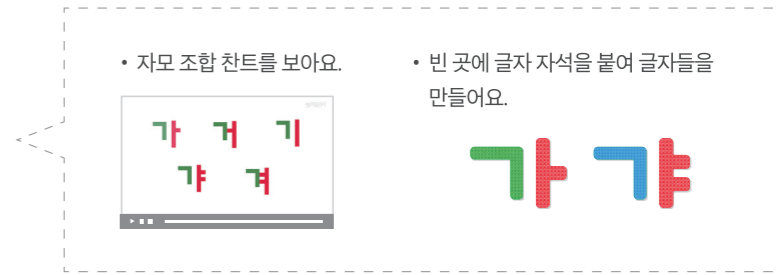 • 자모 조합 찬트를 보아요.
가 거 기
갸 겨
• 빈 곳에 글자 자석을 붙여 글자들을
만들어요.
가 갸